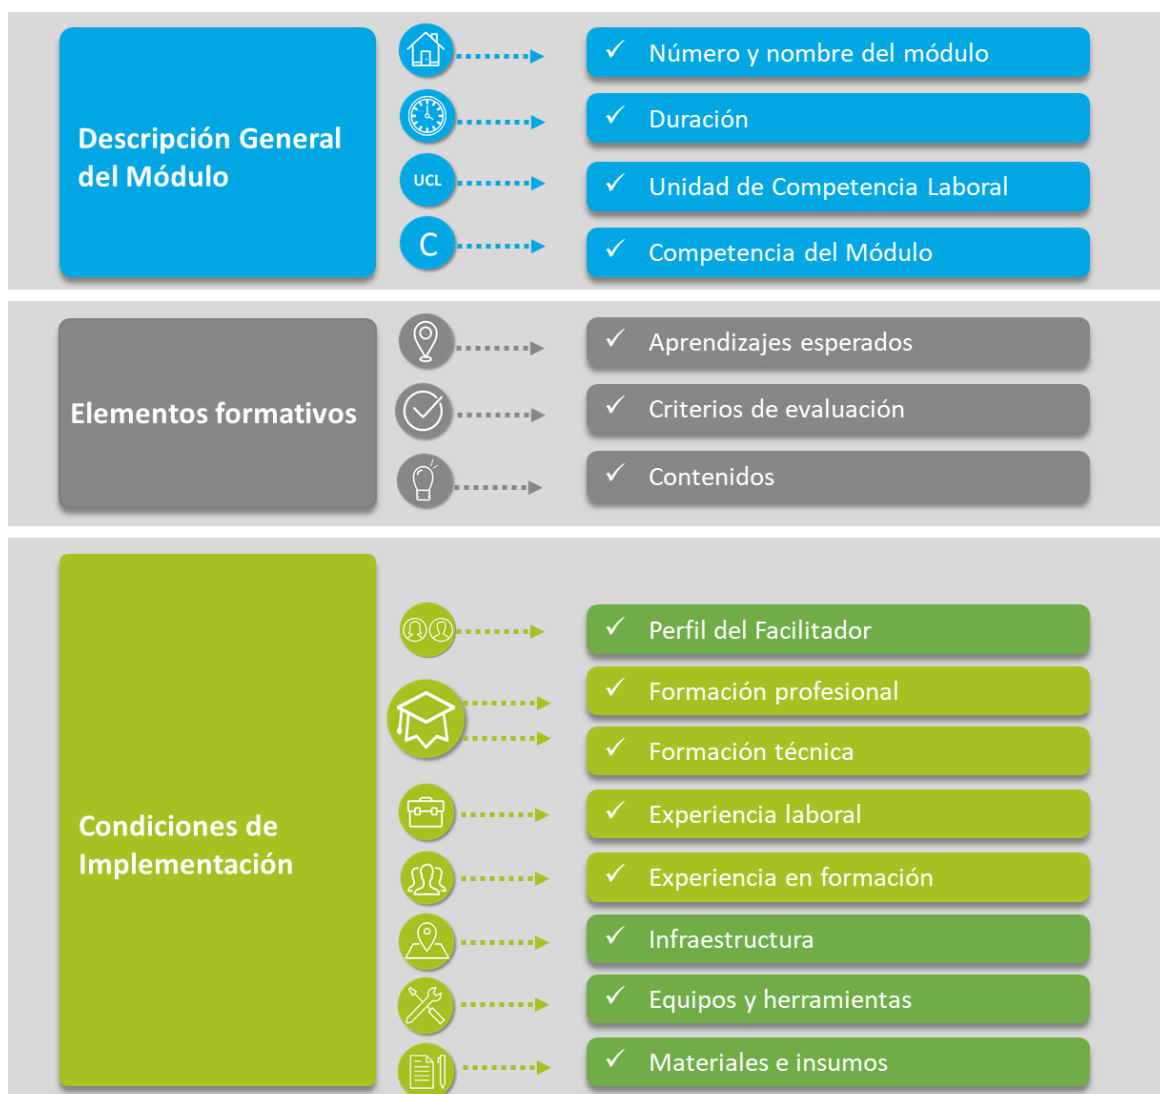 Descripción General
del Módulo
Número y nombre del módulo
Duración
UCL
Unidad de Competencia Laboral
C
Competencia del Módulo
Elementos formativos
Aprendizajes esperados
Criterios de evaluación
Contenidos
Condiciones de
Implementación
Perfil del Facilitador
Formación profesional
Formación técnica
Experiencia laboral
Experiencia en formación
Infraestructura
Equipos y herramientas
Materiales e insumos